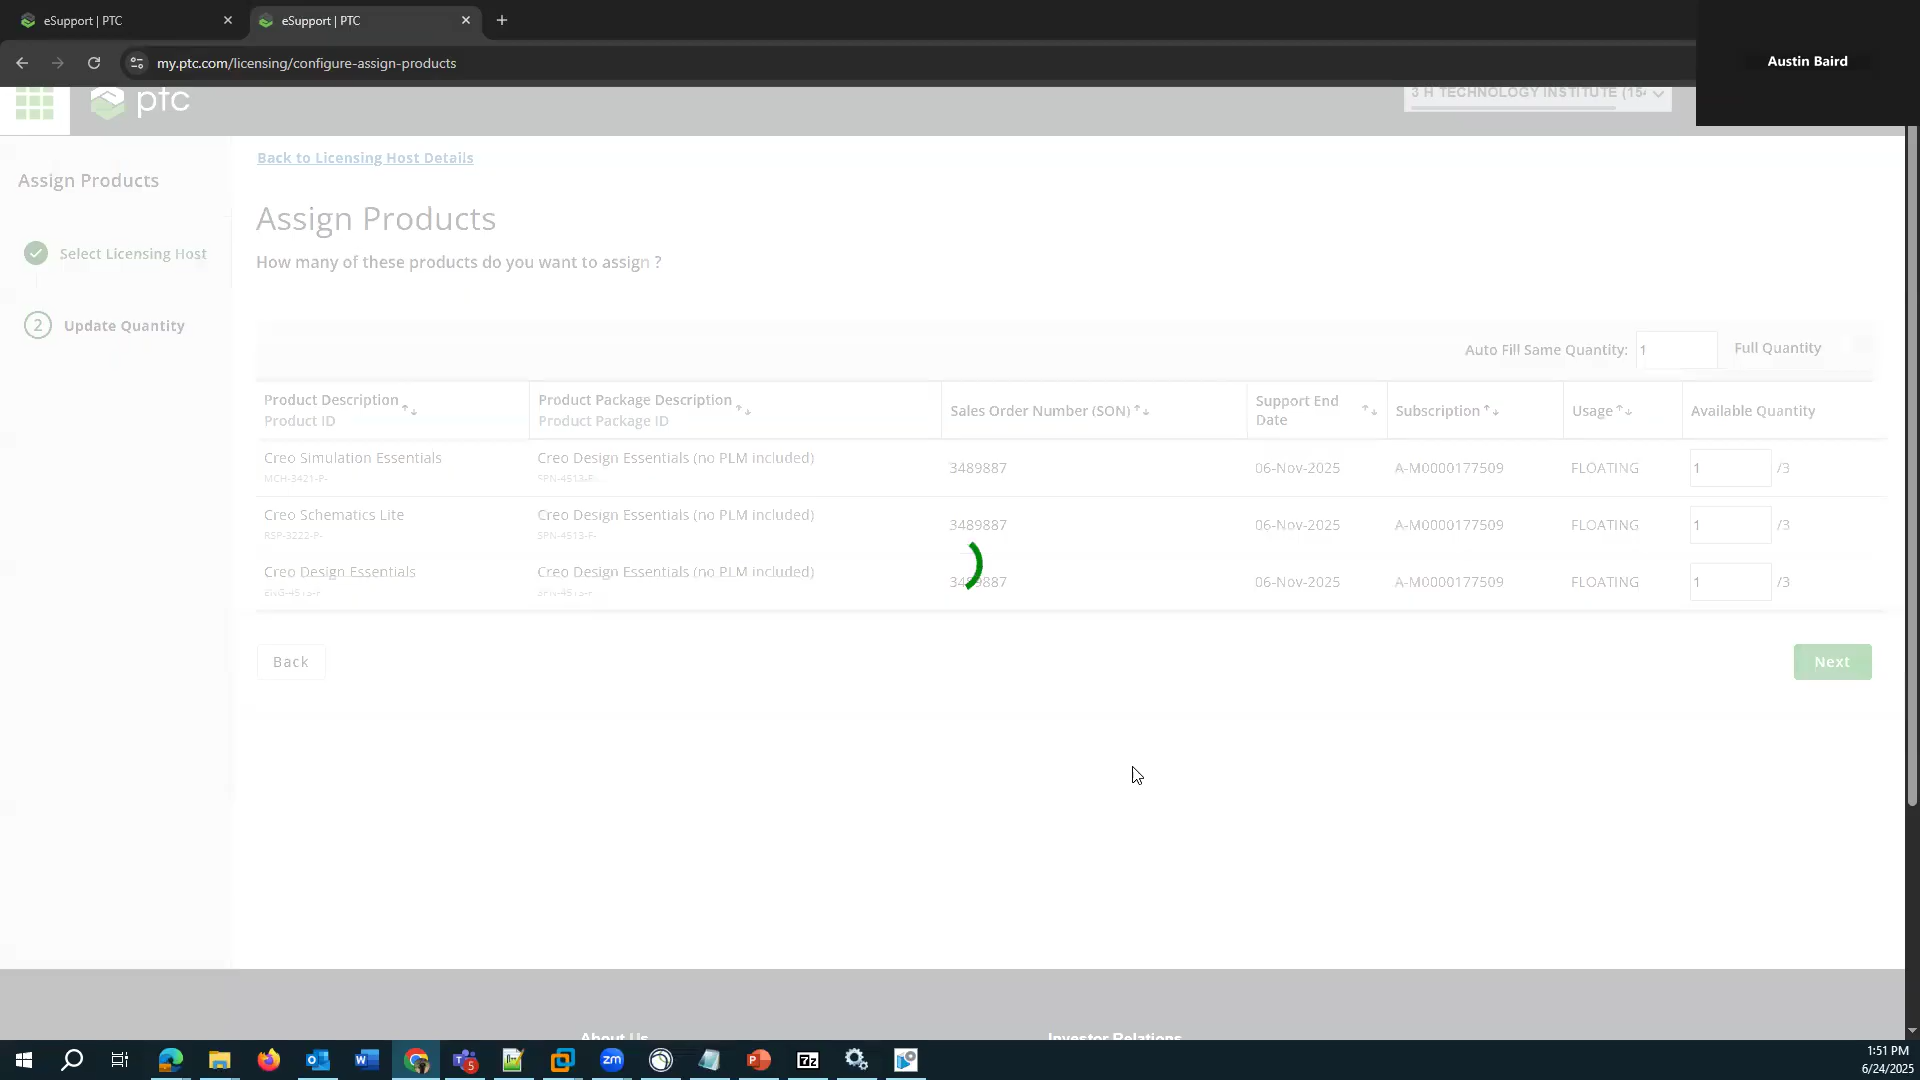 eSupport | PTC
eSupport | PTC
my.ptc.com/licensing/configure-assign-products
Austin Baird
ptc
3 H TECHNOLOGY INSTITUTE (15
Back to Licensing Host Details
Assign Products
Select Licensing Host
2 Update Quantity
Assign Products
How many of these products do you want to assign ?
Auto Fill Same Quantity: 1 Full Quantity
Product Description
Product ID
Product Package Description
Product Package ID
Sales Order Number (SON)
Support End
Date
Subscription
Usage
Available Quantity
Creo Simulation Essentials Creo Design Essentials (no PLM included) 3489887 06-Nov-2025 A-M0000177509 FLOATING 1 /3
MCH-3421-P-
Creo Schematics Lite Creo Design Essentials (no PLM included) 3489887 06-Nov-2025 A-M0000177509 FLOATING 1 /3
RSP-3222-P- SPN-4513-F-
Creo Design Essentials Creo Design Essentials (no PLM included) 3489887 06-Nov-2025 A-M0000177509 FLOATING 1 /3
Back
Next
About Us
Investor Relations
zm
7z
5
1:51 PM
6/24/2025